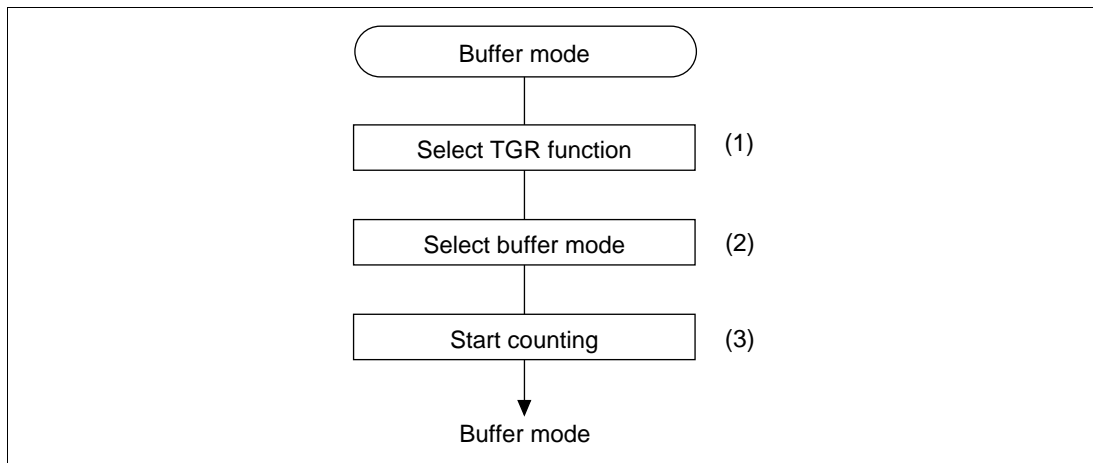 Buffer mode
Select TGR function (1)
Select buffer mode (2)
Start counting (3)
Buffer mode